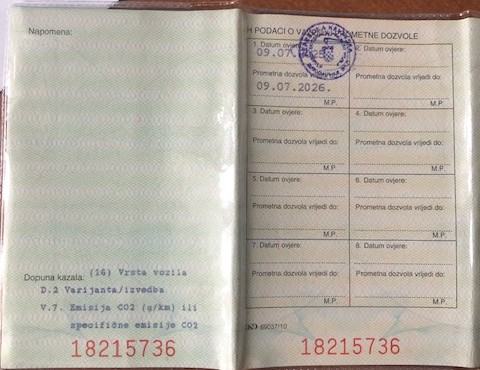 Napomena:
Dopuna kazala: (16) Vrsta vozila
D.2 Varijanta/izvedba
V.7. Emisija CO2 (g/km) ili
specifične emisije CO2
18215736
PODACI O DOZVOLE
1. Datum ovjere:
09.07.
Prometna dozvola vrijedi do:
09.07.2026.
M.P.
2. Datum ovjere:
Prometna dozvola vrijedi do:
M.P.
3. Datum ovjere:
Prometna dozvola vrijedi do:
M.P.
4. Datum ovjere:
Prometna dozvola vrijedi do:
M.P.
5. Datum ovjere:
Prometna dozvola vrijedi do:
M.P.
6. Datum ovjere:
Prometna dozvola vrijedi do:
M.P.
7. Datum ovjere:
Prometna dozvola vrijedi do:
M.P.
8. Datum ovjere:
Prometna dozvola vrijedi do:
M.P.
69037/10
18215736